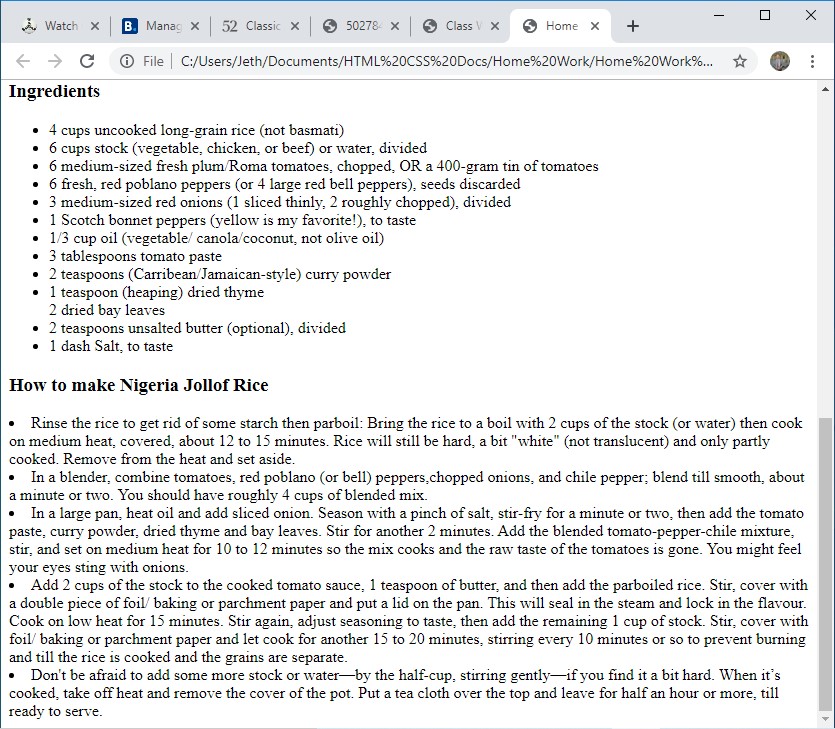 Watch
Manag
52 Classic
50278
Class W
Home
File C:/Users/Jeth/Documents/HTML%20CSS%20Docs/Home%20Work/Home%20Work%...
Ingredients
• 4 cups uncooked long-grain rice (not basmati)
• 6 cups stock (vegetable, chicken, or beef) or water, divided
• 6 medium-sized fresh plum/Roma tomatoes, chopped, OR a 400-gram tin of tomatoes
• 6 fresh, red poblano peppers (or 4 large red bell peppers), seeds discarded
• 3 medium-sized red onions (1 sliced thinly, 2 roughly chopped), divided
• 1 Scotch bonnet peppers (yellow is my favorite!), to taste
• 1/3 cup oil (vegetable/ canola/coconut, not olive oil)
• 3 tablespoons tomato paste
• 2 teaspoons (Carribean/Jamaican-style) curry powder
• 1 teaspoon (heaping) dried thyme
2 dried bay leaves
• 2 teaspoons unsalted butter (optional), divided
• 1 dash Salt, to taste
How to make Nigeria Jollof Rice
• Rinse the rice to get rid of some starch then parboil: Bring the rice to a boil with 2 cups of the stock (or water) then cook
on medium heat, covered, about 12 to 15 minutes. Rice will still be hard, a bit "white" (not translucent) and only partly
cooked. Remove from the heat and set aside.
• In a blender, combine tomatoes, red poblano (or bell) peppers,chopped onions, and chile pepper; blend till smooth, about
a minute or two. You should have roughly 4 cups of blended mix.
• In a large pan, heat oil and add sliced onion. Season with a pinch of salt, stir-fry for a minute or two, then add the tomato
paste, curry powder, dried thyme and bay leaves. Stir for another 2 minutes. Add the blended tomato-pepper-chile mixture,
stir, and set on medium heat for 10 to 12 minutes so the mix cooks and the raw taste of the tomatoes is gone. You might feel
your eyes sting with onions.
• Add 2 cups of the stock to the cooked tomato sauce, 1 teaspoon of butter, and then add the parboiled rice. Stir, cover with
a double piece of foil/ baking or parchment paper and put a lid on the pan. This will seal in the steam and lock in the flavour.
Cook on low heat for 15 minutes. Stir again, adjust seasoning to taste, then add the remaining 1 cup of stock. Stir, cover with
foil/ baking or parchment paper and let cook for another 15 to 20 minutes, stirring every 10 minutes or so to prevent burning
and till the rice is cooked and the grains are separate.
• Don't be afraid to add some more stock or water—by the half-cup, stirring gently—if you find it a bit hard. When it’s
cooked, take off heat and remove the cover of the pot. Put a tea cloth over the top and leave for half an hour or more, till
ready to serve.